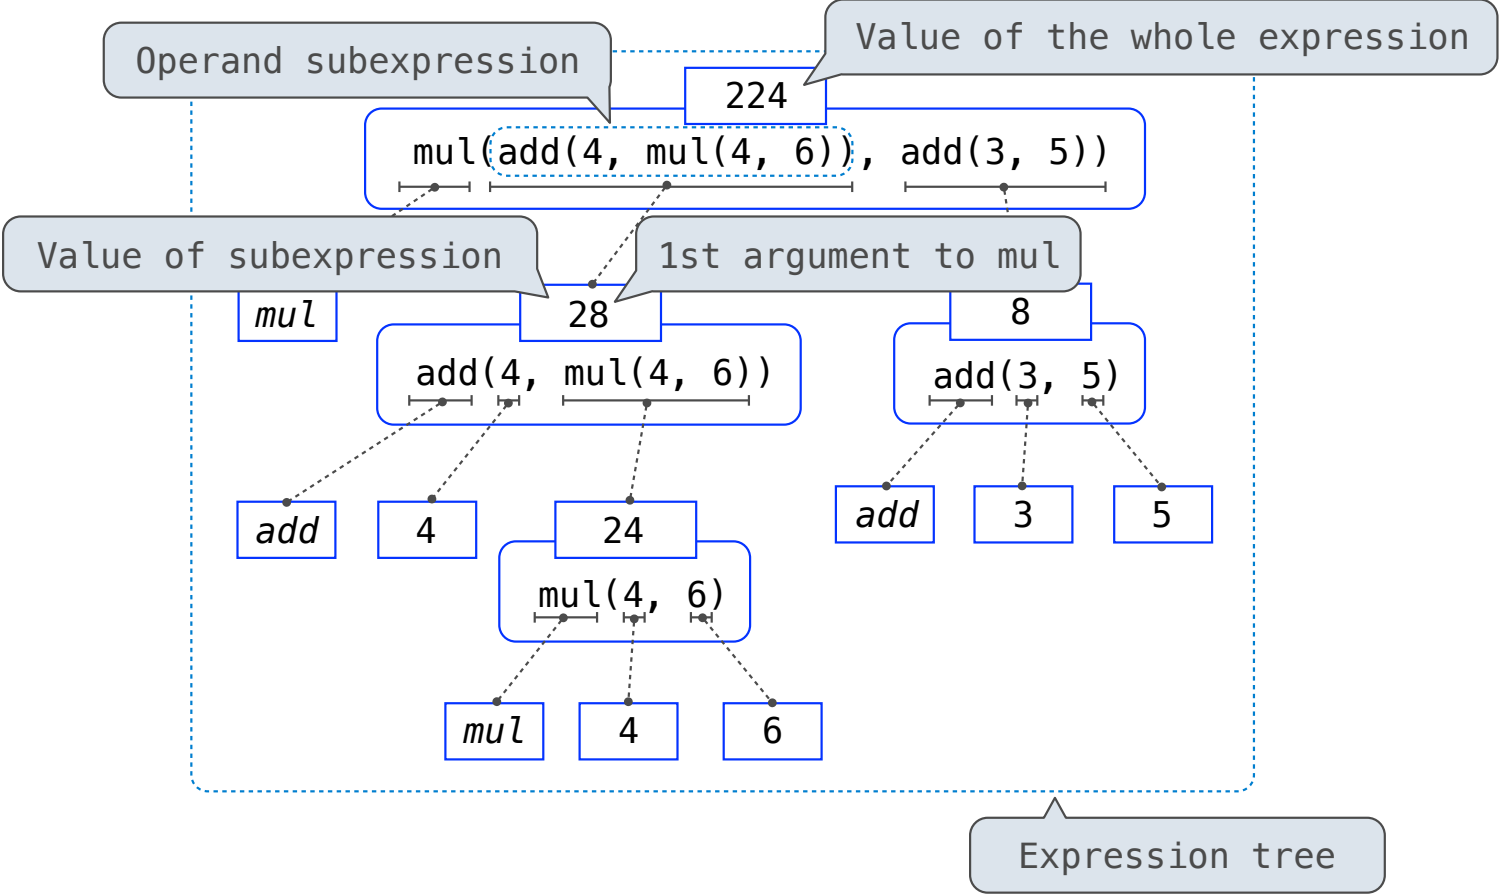 Value of the whole expression
Operand subexpression
224
mul(add(4, mul(4, 6)), add(3, 5))
Value of subexpression
1st argument to mul
mul
28
8
add(4, mul(4, 6))
add(3, 5)
add
4
24
add
3
5
mul(4, 6)
mul
4
6
Expression tree